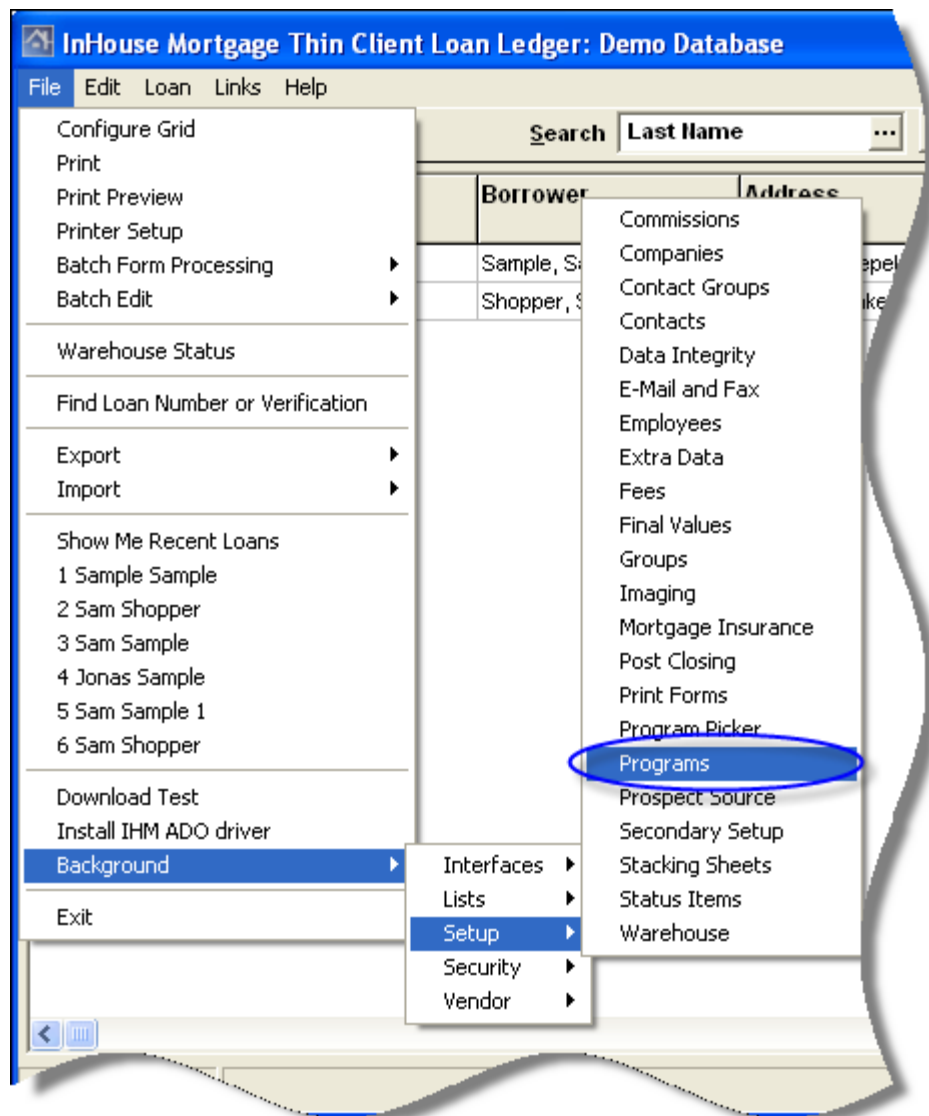 InHouse Mortgage Thin Client Loan Ledger: Demo Database
File Edit Loan Links Help
Search Last Name ...
Borrower Address
Sample,
Shopper,
Configure Grid
Print
Print Preview
Printer Setup
Batch Form Processing
Batch Edit
Warehouse Status
Find Loan Number or Verification
Export
Import
Show Me Recent Loans
1 Sample Sample
2 Sam Shopper
3 Sam Sample
4 Jonas Sample
5 Sam Sample 1
6 Sam Shopper
Download Test
Install IHM ADO driver
Background
Exit
Interfaces
Lists
Setup
Security
Vendor
Commissions
Companies
Contact Groups
Contacts
Data Integrity
E-Mail and Fax
Employees
Extra Data
Fees
Final Values
Groups
Imaging
Mortgage Insurance
Post Closing
Print Forms
Program Picker
Programs
Prospect Source
Secondary Setup
Stacking Sheets
Status Items
Warehouse